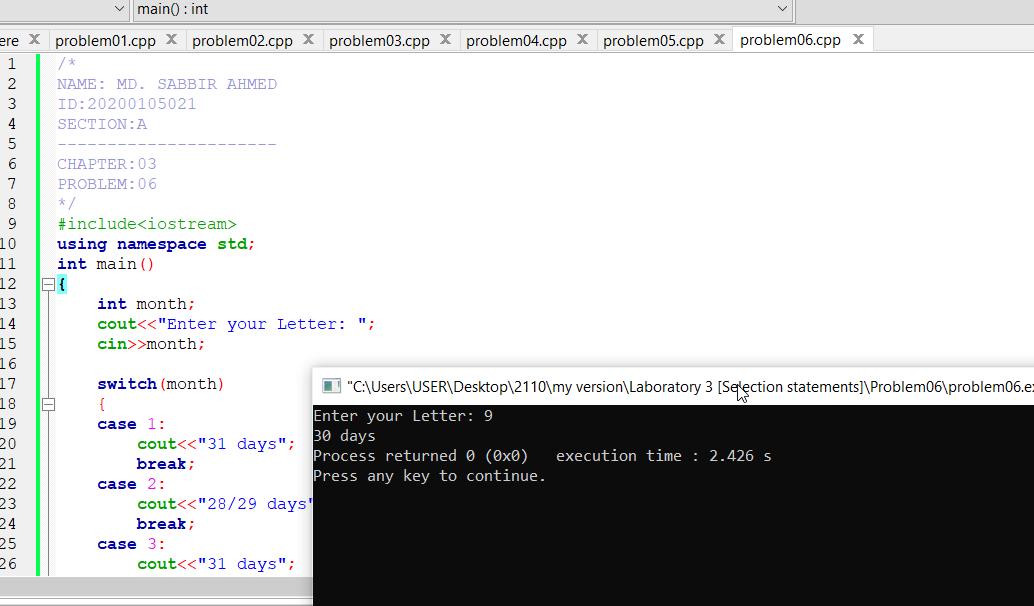 main() : int
ere X problem01.cpp X problem02.cpp X problem03.cpp X problem04.cpp X problem05.cpp X problem06.cpp X
1 /*
2 NAME: MD. SABBIR AHMED
3 ID:20200105021
4 SECTION:A
5 ----------------------
6 CHAPTER:03
7 PROBLEM:06
8 */
9 #include<iostream>
10 using namespace std;
11 int main()
12 {
13 int month;
14 cout<<"Enter your Letter: ";
15 cin>>month;
16
17 switch(month)
18 {
19 case 1:
20 cout<<"31 days";
21 break;
22 case 2:
23 cout<<"28/29 days"
24 break;
25 case 3:
26 cout<<"31 days";
"C:\Users\USER\Desktop\2110\my version\Laboratory 3 [Selection statements]\Problem06\problem06.ex
Enter your Letter: 9
30 days
Process returned 0 (0x0) execution time : 2.426 s
Press any key to continue.